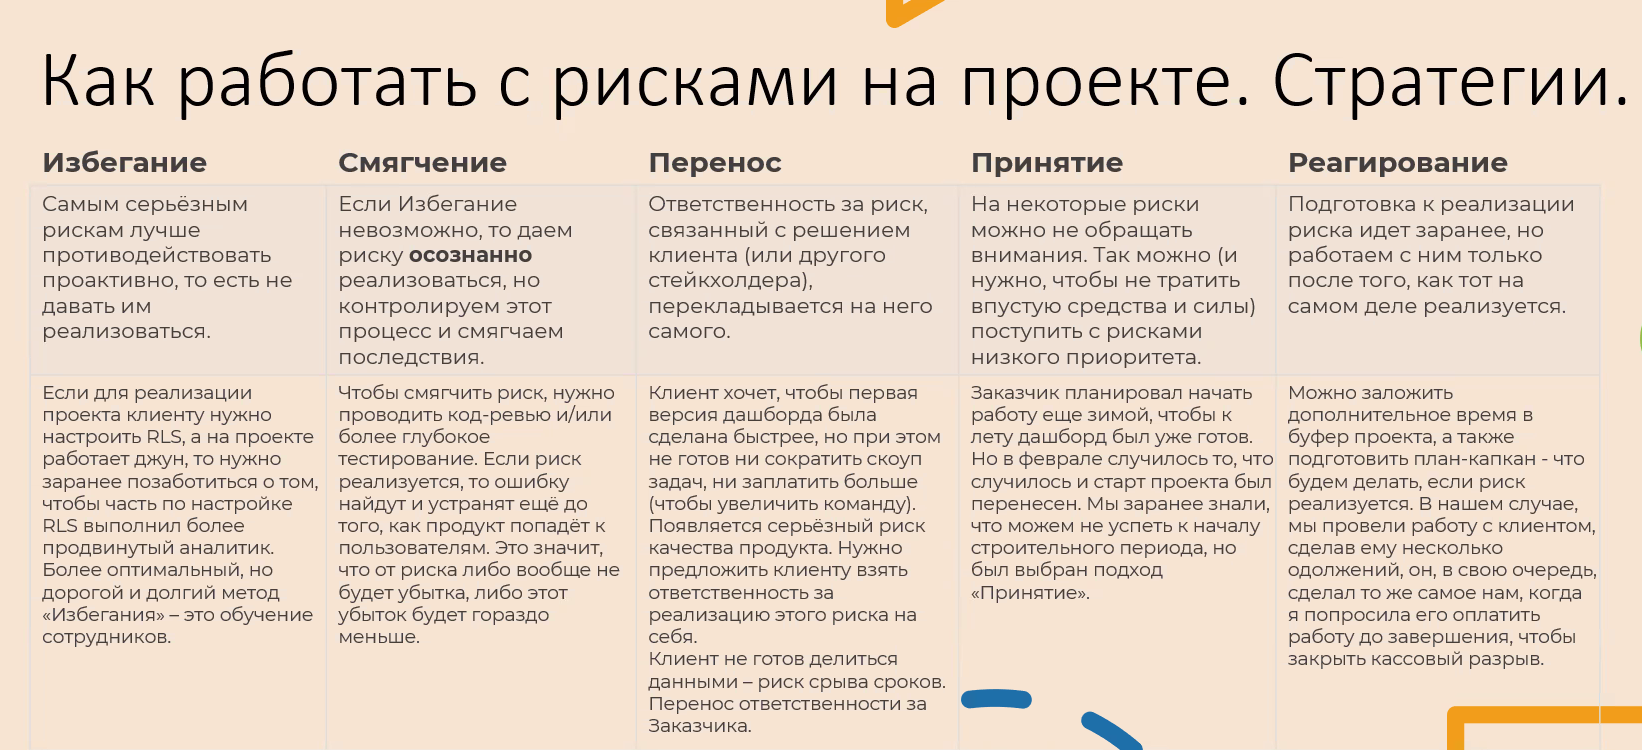 Как работать с рисками на проекте. Стратегии.
Избегание
Самым серьёзным
рискам лучше
противодействовать
проактивно, то есть не
давать им
реализоваться.
Если для реализации
проекта клиенту нужно
настроить RLS, а на проекте
работает джун, то нужно
заранее позаботиться о том,
чтобы часть по настройке
RLS выполнил более
продвинутый аналитик.
Более оптимальный, но
дорогой и долгий метод
«Избегания» – это обучение
сотрудников.
Смягчение
Если Избегание
невозможно, то даем
риску осознанно
реализоваться, но
контролируем этот
процесс и смягчаем
последствия.
Чтобы смягчить риск, нужно
проводить код-ревью и/или
более глубокое
тестирование. Если риск
реализуется, то ошибку
найдут и устранят ещё до
того, как продукт попадёт к
пользователям. Это значит,
что от риска либо вообще не
будет убытка, либо этот
убыток будет гораздо
меньше.
Перенос
Ответственность за риск,
связанный с решением
клиента (или другого
стейкхолдера),
перекладывается на него
самого.
Клиент хочет, чтобы первая
версия дашборда была
сделана быстрее, но при этом
не готов ни сократить скоуп
задач, ни заплатить больше
(чтобы увеличить команду).
Появляется серьёзный риск
качества продукта. Нужно
предложить клиенту взять
ответственность за
реализацию этого риска на
себя.
Клиент не готов делиться
данными – риск срыва сроков.
Перенос ответственности за
Заказчика.
Принятие
На некоторые риски
можно не обращать
внимания. Так можно (и
нужно, чтобы не тратить
впустую средства и силы)
поступить с рисками
низкого приоритета.
Заказчик планировал начать
работу еще зимой, чтобы к
лету дашборд был уже готов.
Но в феврале случилось то, что
случилось и старт проекта был
перенесен. Мы заранее знали,
что можем не успеть к началу
строительного периода, но
был выбран подход
«Принятие».
Реагирование
Подготовка к реализации
риска идет заранее, но
работаем с ним только
после того, как тот на
самом деле реализуется.
Можно заложить
дополнительное время в
буфер проекта, а также
подготовить план-капкан - что
будем делать, если риск
реализуется. В нашем случае,
мы провели работу с клиентом,
сделав ему несколько
одолжений, он, в свою очередь,
сделал то же самое нам, когда
я попросила его оплатить
работу до завершения, чтобы
закрыть кассовый разрыв.